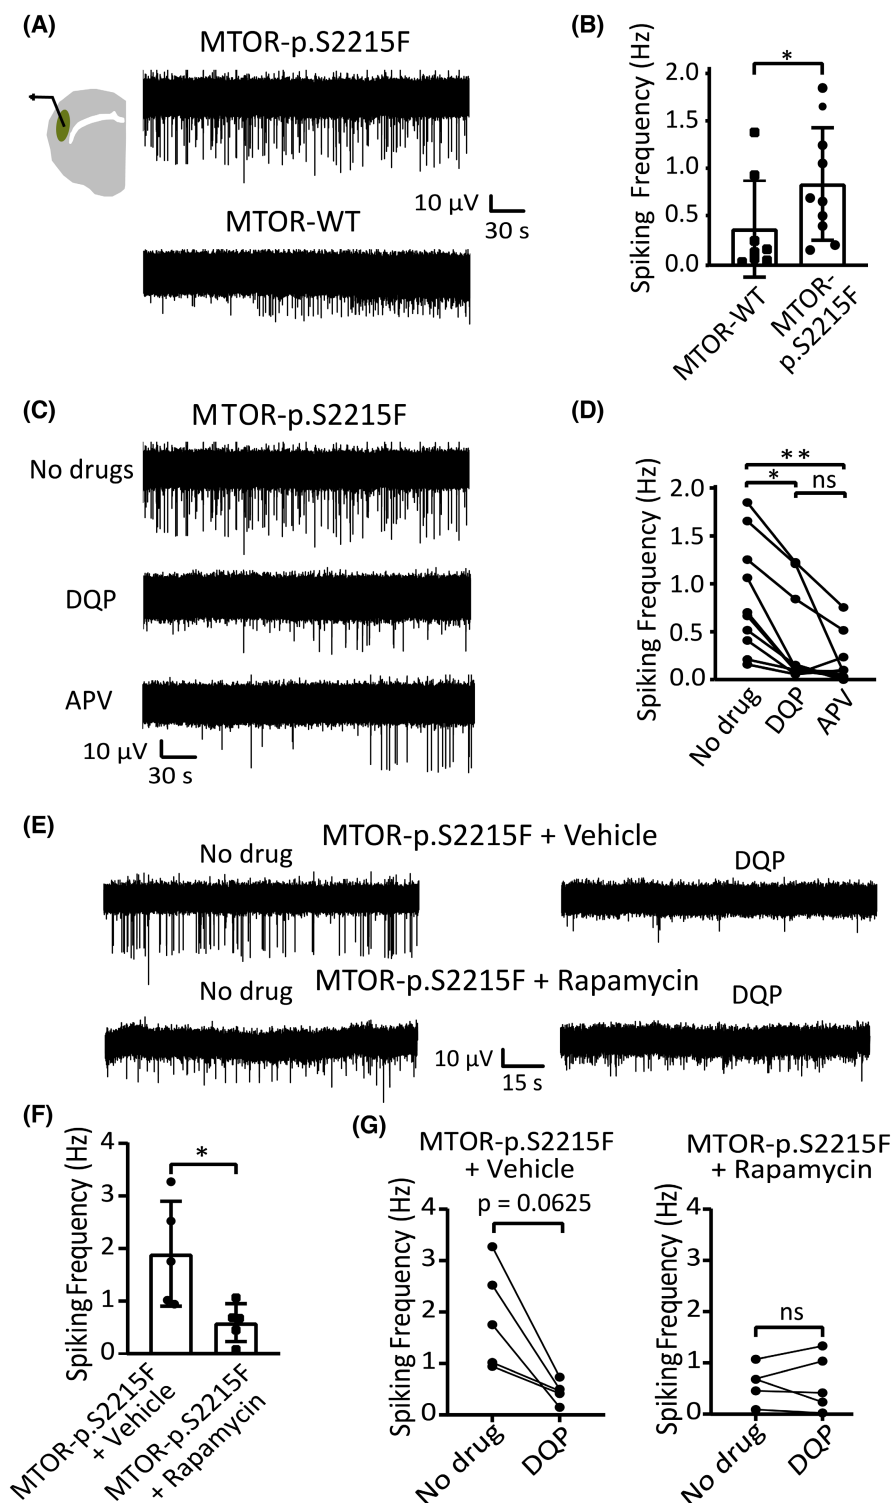 (A)
MTOR-p.S2215F
10 µV
30 s
MTOR-WT
(B)
Spiking Frequency (Hz)
2.0
1.5
1.0
0.5
0.0
*
MTOR-WT
MTOR-
p.S2215F
(C)
MTOR-p.S2215F
No drugs
DQP
APV
10 µV
30 s
(D)
Spiking Frequency (Hz)
2.0
1.5
1.0
0.5
0.0
**
*
ns
No drug
DQP
APV
(E)
MTOR-p.S2215F + Vehicle
No drug
DQP
MTOR-p.S2215F + Rapamycin
No drug
DQP
10 µV
15 s
(F)
Spiking Frequency (Hz)
4
3
2
1
0
*
MTOR-p.S2215F
+ Vehicle
MTOR-p.S2215F
+ Rapamycin
(G)
MTOR-p.S2215F
+ Vehicle
p = 0.0625
Spiking Frequency (Hz)
4
3
2
1
0
No drug
DQP
MTOR-p.S2215F
+ Rapamycin
Spiking Frequency (Hz)
4
3
2
1
0
ns
No drug
DQP